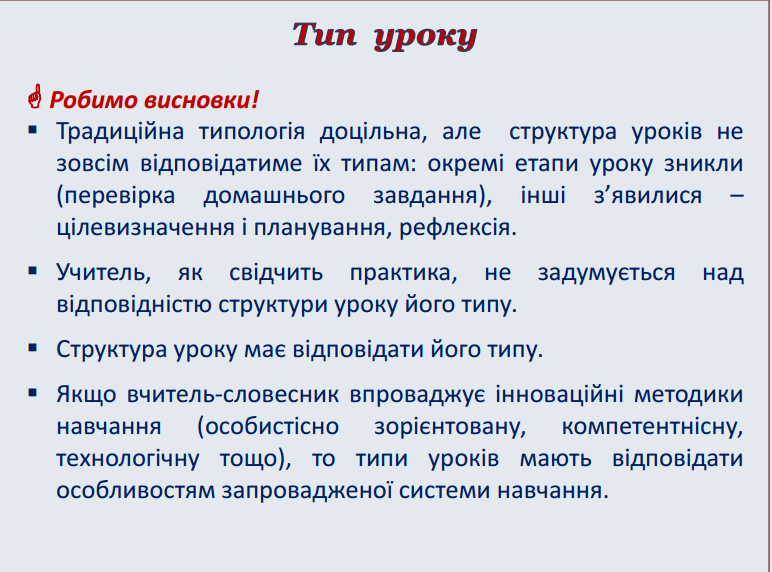 Тип уроку
Робимо висновки!
Традиційна типологія доцільна, але структура уроків не
зовсім відповідатиме їх типам: окремі етапи уроку зникли
(перевірка домашнього завдання), інші з’явилися –
цілевизначення і планування, рефлексія.
Учитель, як свідчить практика, не задумується над
відповідністю структури уроку його типу.
Структура уроку має відповідати його типу.
Якщо вчитель-словесник впроваджує інноваційні методики
навчання (особистісно зорієнтовану, компетентнісну,
технологічну тощо), то типи уроків мають відповідати
особливостям запровадженої системи навчання.